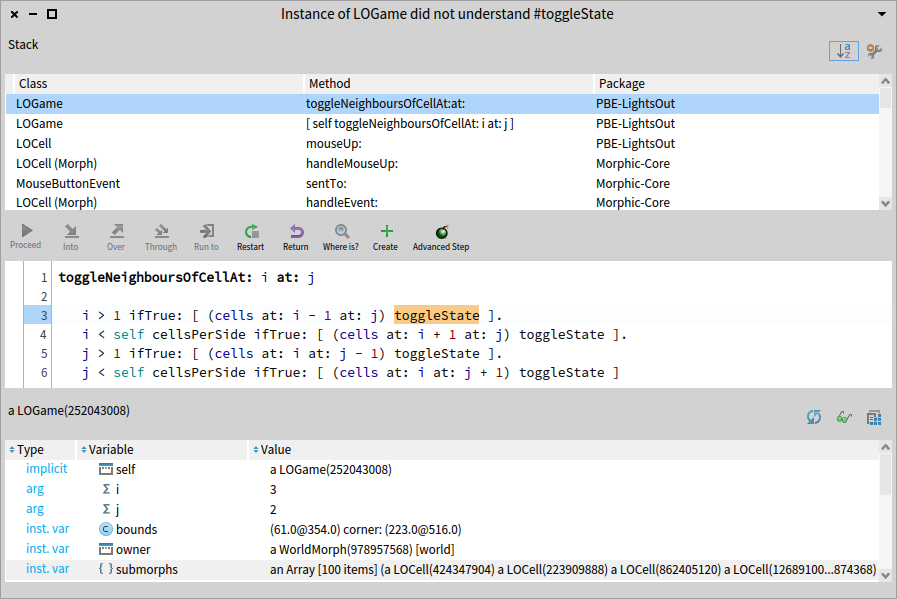 Instance of LOGame did not understand #toggleState
Stack
Class Method Package
LOGame toggleNeighboursOfCellAt:at: PBE-LightsOut
LOGame [ self toggleNeighboursOfCellAt: i at: j ] PBE-LightsOut
LOCell mouseUp: PBE-LightsOut
LOCell (Morph) handleMouseUp: Morphic-Core
MouseButtonEvent sentTo: Morphic-Core
LOCell (Morph) handleEvent: Morphic-Core
Proceed Into Over Through Run to Restart Return Where is? Create Advanced Step
1 toggleNeighboursOfCellAt: i at: j
2
3 i > 1 ifTrue: [ (cells at: i - 1 at: j) toggleState ].
4 i < self cellsPerSide ifTrue: [ (cells at: i + 1 at: j) toggleState ].
5 j > 1 ifTrue: [ (cells at: i at: j - 1) toggleState ].
6 j < self cellsPerSide ifTrue: [ (cells at: i at: j + 1) toggleState ]
a LOGame(252043008)
Type Variable Value
implicit self a LOGame(252043008)
arg Σ i 3
arg Σ j 2
inst. var C bounds (61.0@354.0) corner: (223.0@516.0)
inst. var owner a WorldMorph(978957568) [world]
inst. var { } submorphs an Array [100 items] (a LOCell(424347904) a LOCell(223909888) a LOCell(862405120) a LOCell(12689100...874368)